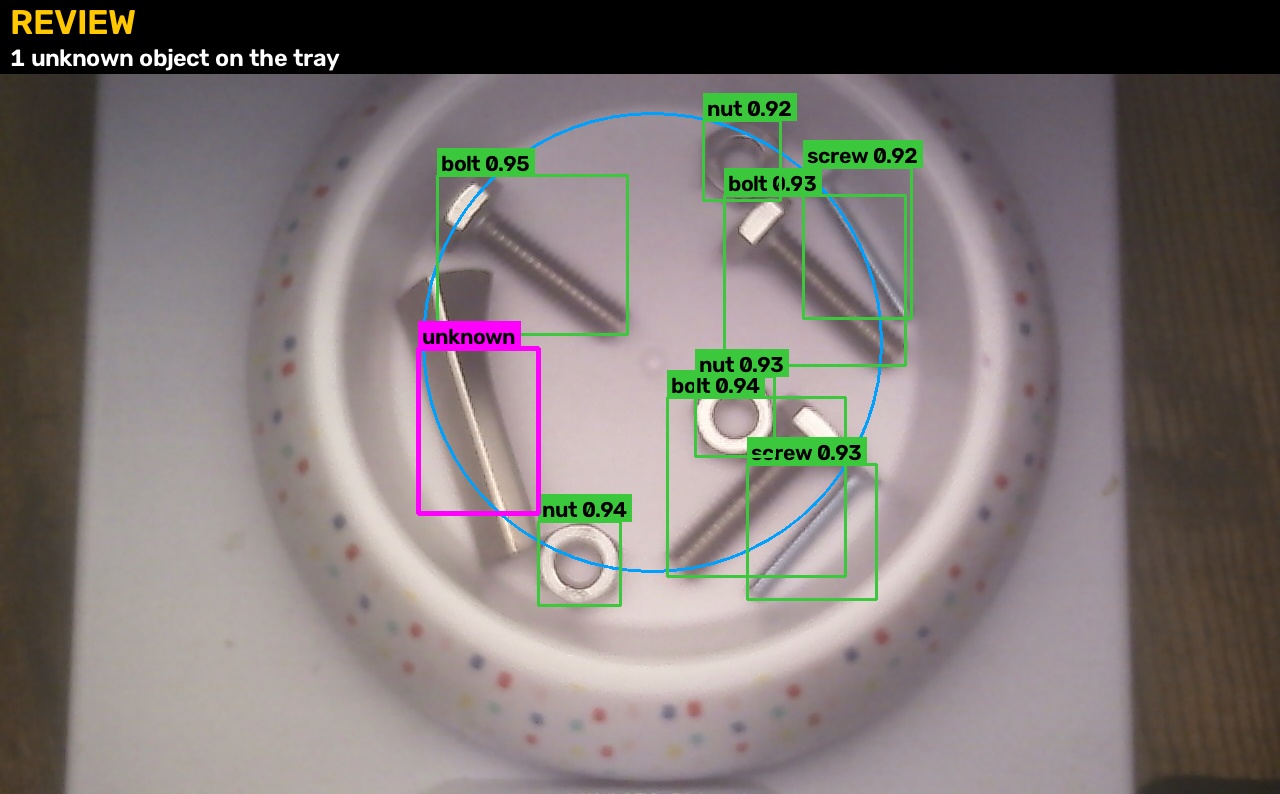 REVIEW
1 unknown object on the tray
nut 0.92
screw 0.92
bolt 0.95
bolt 0.93
unknown
nut 0.93
bolt 0.94
screw 0.93
nut 0.94